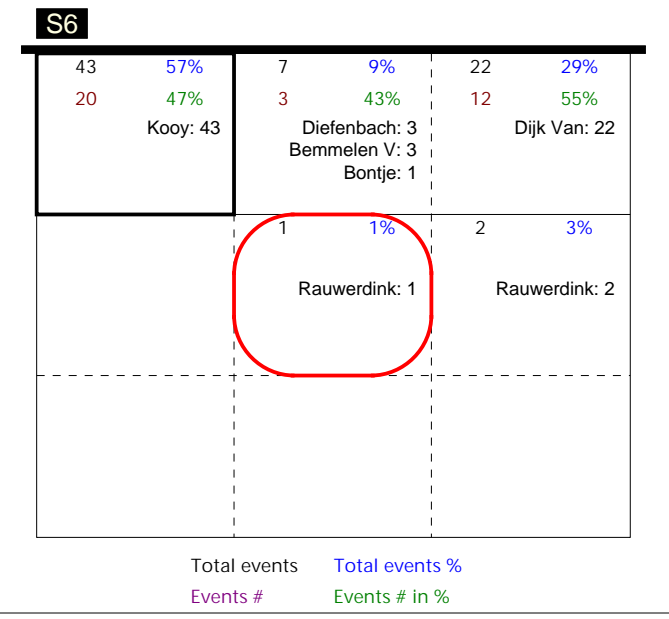 S6
43 57% 7 9% 22 29%
20 47% 3 43% 12 55%
Kooy: 43 Diefenbach: 3 Dijk Van: 22
Bemmelen V: 3
Bontje: 1
1 1% 2 3%
Rauwerdink: 1 Rauwerdink: 2
Total events Total events %
Events # Events # in %